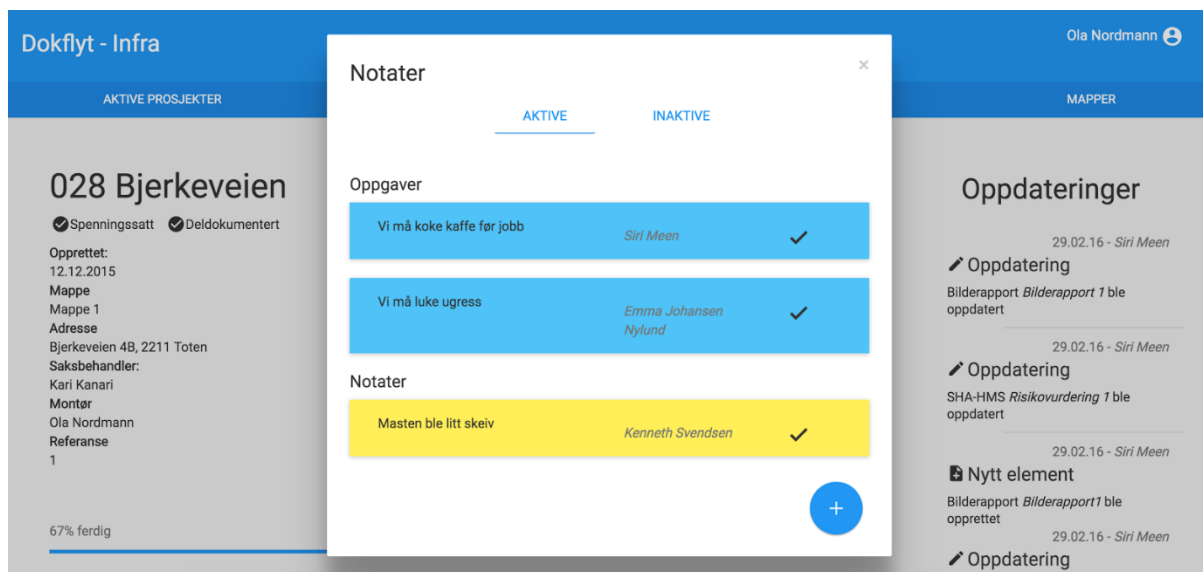 Dokflyt - Infra
Ola Nordmann
AKTIVE PROSJEKTER
MAPPER
028 Bjerkeveien
Spenningssatt Deldokumentert
Opprettet:
12.12.2015
Mappe
Mappe 1
Adresse
Bjerkeveien 4B, 2211 Toten
Saksbehandler:
Kari Kanari
Montør
Ola Nordmann
Referanse
1
67% ferdig
Notater
×
AKTIVE INAKTIVE
Oppgaver
Vi må koke kaffe før jobb
Siri Meen
Vi må luke ugress
Emma Johansen
Nylund
Notater
Masten ble litt skeiv
Kenneth Svendsen
+
Oppdateringer
29.02.16 - Siri Meen
Oppdatering
Bilderapport Bilderapport 1 ble
oppdatert
29.02.16 - Siri Meen
Oppdatering
SHA-HMS Risikovurdering 1 ble
oppdatert
29.02.16 - Siri Meen
Nytt element
Bilderapport Bilderapport1 ble
opprettet
29.02.16 - Siri Meen
Oppdatering